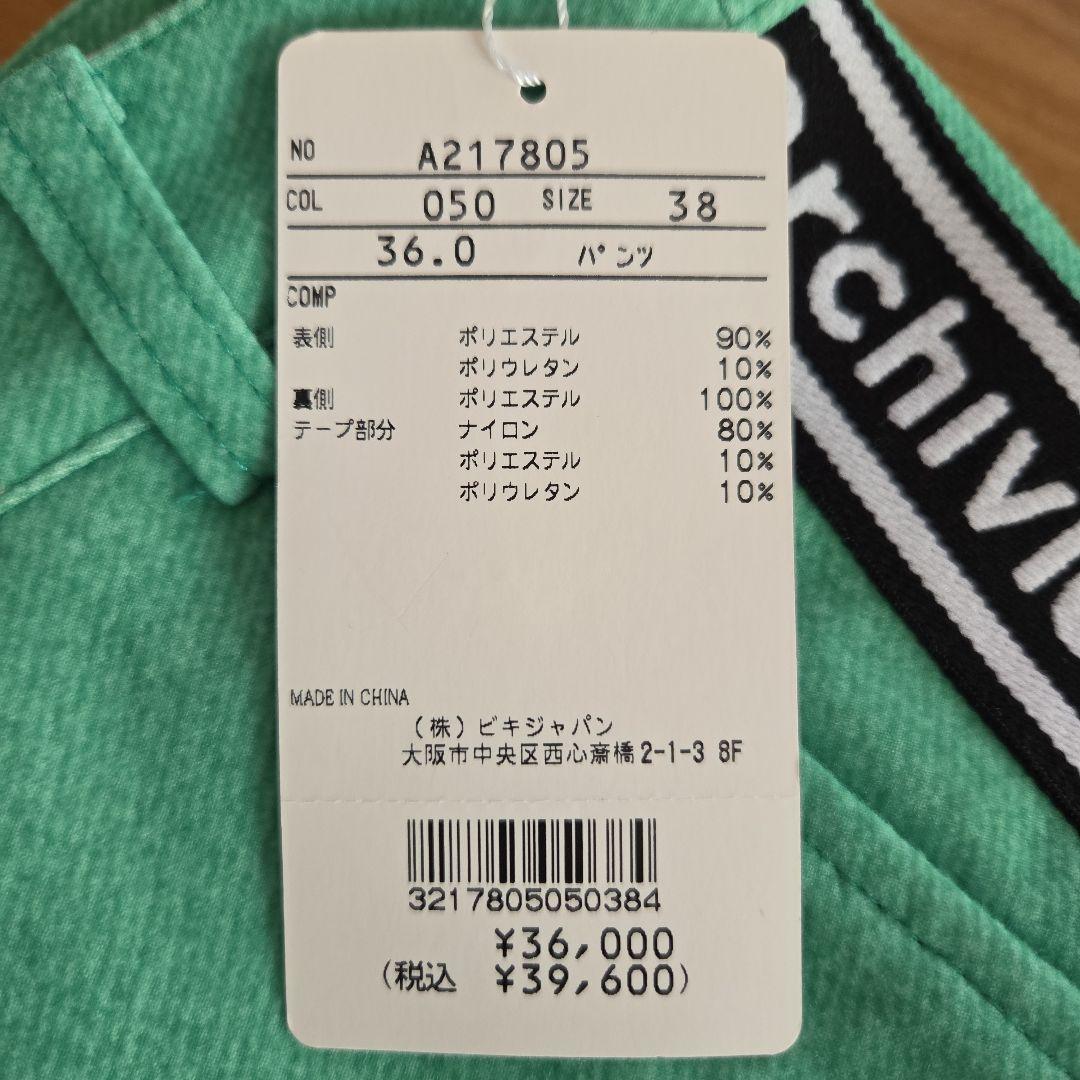 NO A217805
COL 050 SIZE 38
36.0 パンツ
COMP
表側 ポリエステル 90%
ポリウレタン 10%
裏側 ポリエステル 100%
テープ部分 ナイロン 80%
ポリエステル 10%
ポリウレタン 10%
MADE IN CHINA
(株)ビキジャパン
大阪市中央区西心斎橋2-1-3 8F
3217805050384
¥36,000
(税込 ¥39,600)